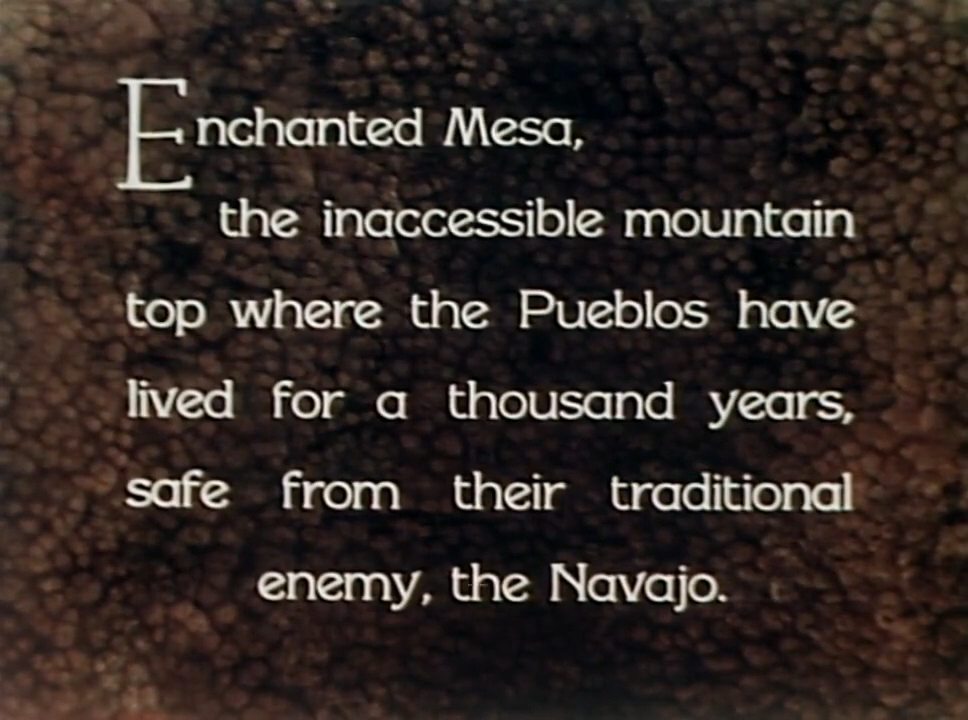 Enchanted Mesa,
the inaccessible mountain
top where the Pueblos have
lived for a thousand years,
safe from their traditional
enemy, the Navajo.